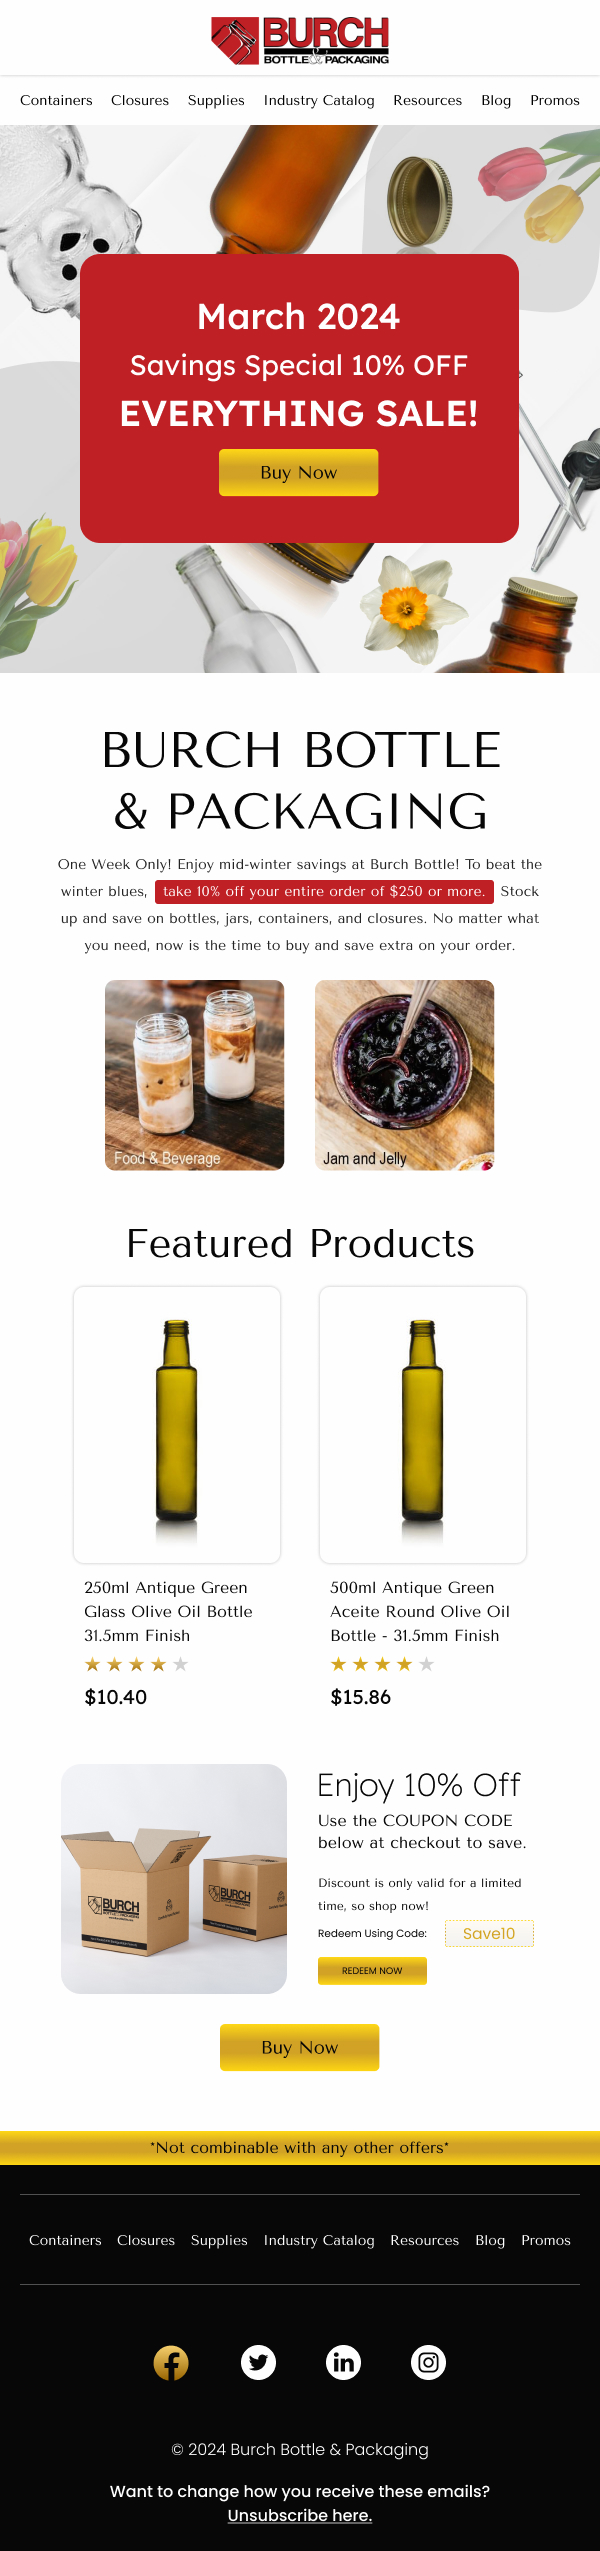 BURCH
BOTTLE & PACKAGING
Containers Closures Supplies Industry Catalog Resources Blog Promos
March 2024
Savings Special 10% OFF
EVERYTHING SALE!
Buy Now
BURCH BOTTLE
& PACKAGING
One Week Only! Enjoy mid-winter savings at Burch Bottle! To beat the
winter blues, take 10% off your entire order of $250 or more. Stock
up and save on bottles, jars, containers, and closures. No matter what
you need, now is the time to buy and save extra on your order.
Food & Beverage
Jam and Jelly
Featured Products
250ml Antique Green
Glass Olive Oil Bottle
31.5mm Finish
$10.40
500ml Antique Green
Aceite Round Olive Oil
Bottle - 31.5mm Finish
$15.86
BURCH
BURCH
Enjoy 10% Off
Use the COUPON CODE
below at checkout to save.
Discount is only valid for a limited
time, so shop now!
Redeem Using Code: Save10
REDEEM NOW
Buy Now
*Not combinable with any other offers*
Containers Closures Supplies Industry Catalog Resources Blog Promos
© 2024 Burch Bottle & Packaging
Want to change how you receive these emails?
Unsubscribe here.